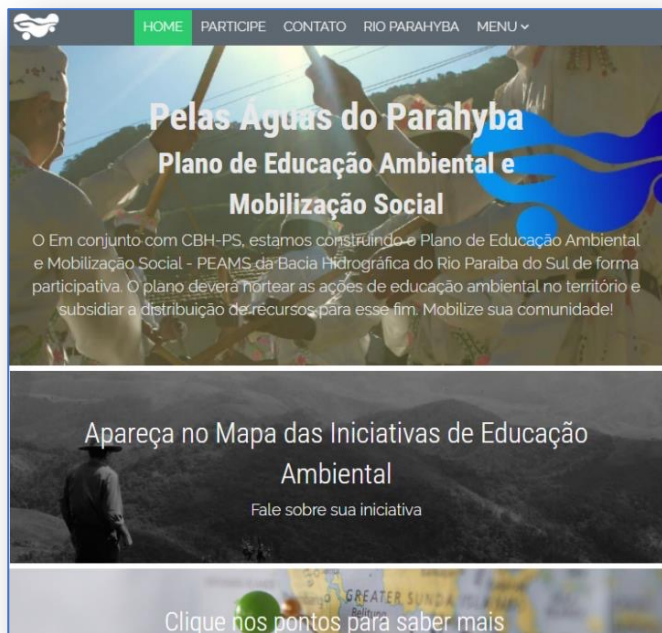 HOME PARTICIPE CONTATO RIO PARAHYBA MENU
Pelas Águas do Parahyba
Plano de Educação Ambiental e
Mobilização Social
O Em conjunto com CBH-PS, estamos construindo o Plano de Educação Ambiental
e Mobilização Social - PEAMS da Bacia Hidrográfica do Rio Paraíba do Sul de forma
participativa. O plano deverá nortear as ações de educação ambiental no território e
subsidiar a distribuição de recursos para esse fim. Mobilize sua comunidade!
Apareça no Mapa das Iniciativas de Educação
Ambiental
Fale sobre sua iniciativa
GREATER SUNDA
Belitung
Clique nos pontos para saber mais